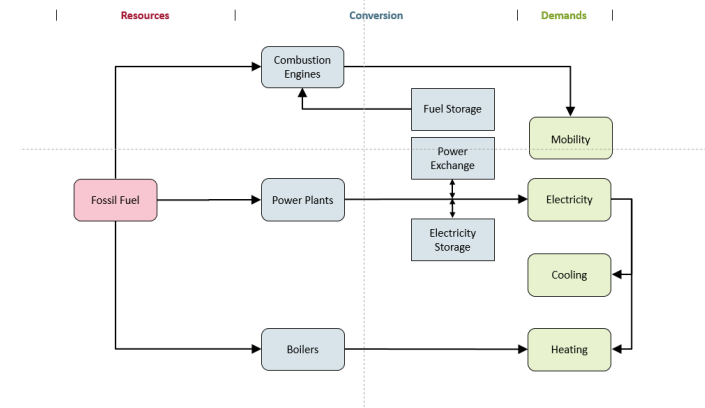 Resources
Conversion
Demands
Combustion
Engines
Fuel Storage
Mobility
Power
Exchange
Fossil Fuel
Power Plants
Electricity
Electricity
Storage
Cooling
Boilers
Heating